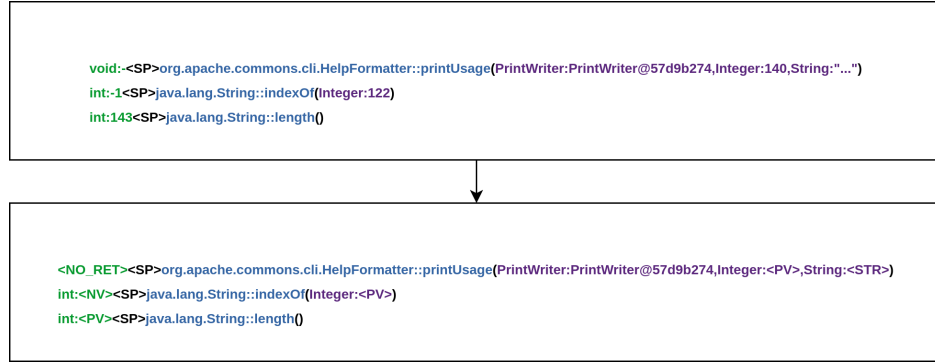 void:-<SP>org.apache.commons.cli.HelpFormatter::printUsage(PrintWriter:PrintWriter@57d9b274,Integer:140,String:"...")
int:-1<SP>java.lang.String::indexOf(Integer:122)
int:143<SP>java.lang.String::length()
<NO_RET><SP>org.apache.commons.cli.HelpFormatter::printUsage(PrintWriter:PrintWriter@57d9b274,Integer:<PV>,String:<STR>)
int:<NV><SP>java.lang.String::indexOf(Integer:<PV>)
int:<PV><SP>java.lang.String::length()